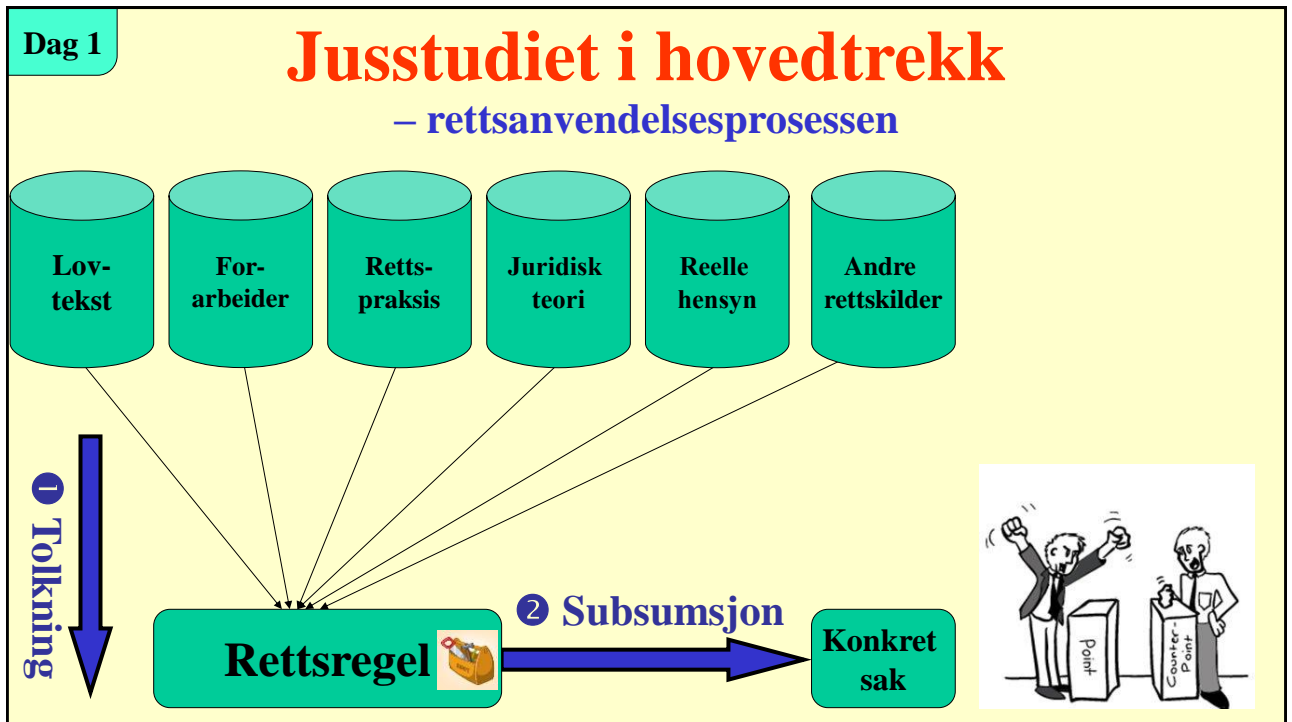 Dag 1
Jusstudiet i hovedtrekk
– rettsanvendelsesprosessen
Lov-
tekst
For-
arbeider
Retts-
praksis
Juridisk
teori
Reelle
hensyn
Andre
rettskilder
❶ Tolkning
Rettsregel
❷ Subsumsjon
Konkret
sak
Point
Counter-
Point